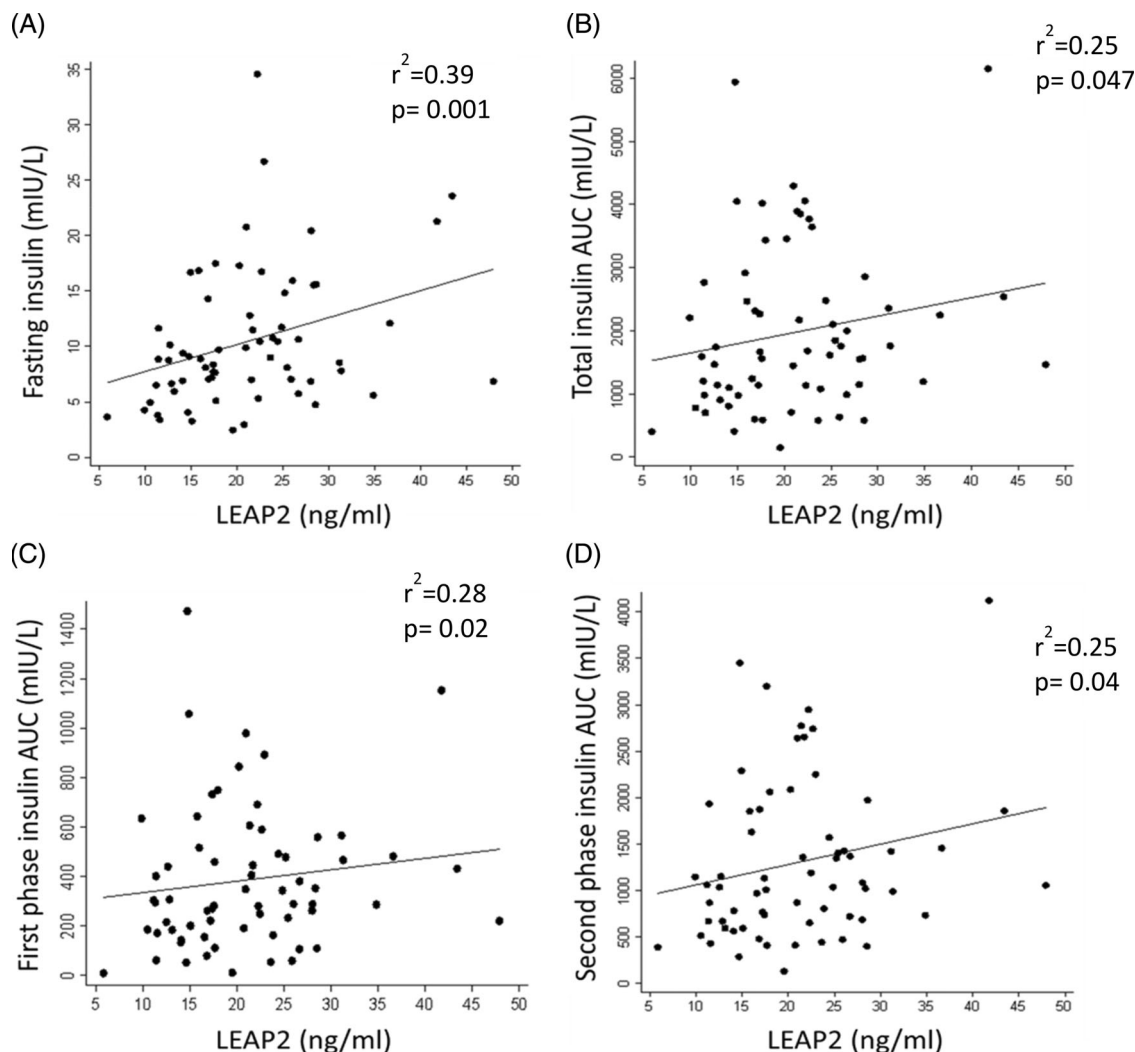 (A)
r²=0.39
p= 0.001
Fasting insulin (mIU/L)
35
30
25
20
15
10
5
0
5 10 15 20 25 30 35 40 45 50
LEAP2 (ng/ml)
(B)
r²=0.25
p= 0.047
Total insulin AUC (mIU/L)
6000
5000
4000
3000
2000
1000
0
5 10 15 20 25 30 35 40 45 50
LEAP2 (ng/ml)
(C)
r²=0.28
p= 0.02
First phase insulin AUC (mIU/L)
1400
1200
1000
800
600
400
200
0
5 10 15 20 25 30 35 40 45 50
LEAP2 (ng/ml)
(D)
r²=0.25
p= 0.04
Second phase insulin AUC (mIU/L)
4000
3500
3000
2500
2000
1500
1000
500
0
5 10 15 20 25 30 35 40 45 50
LEAP2 (ng/ml)